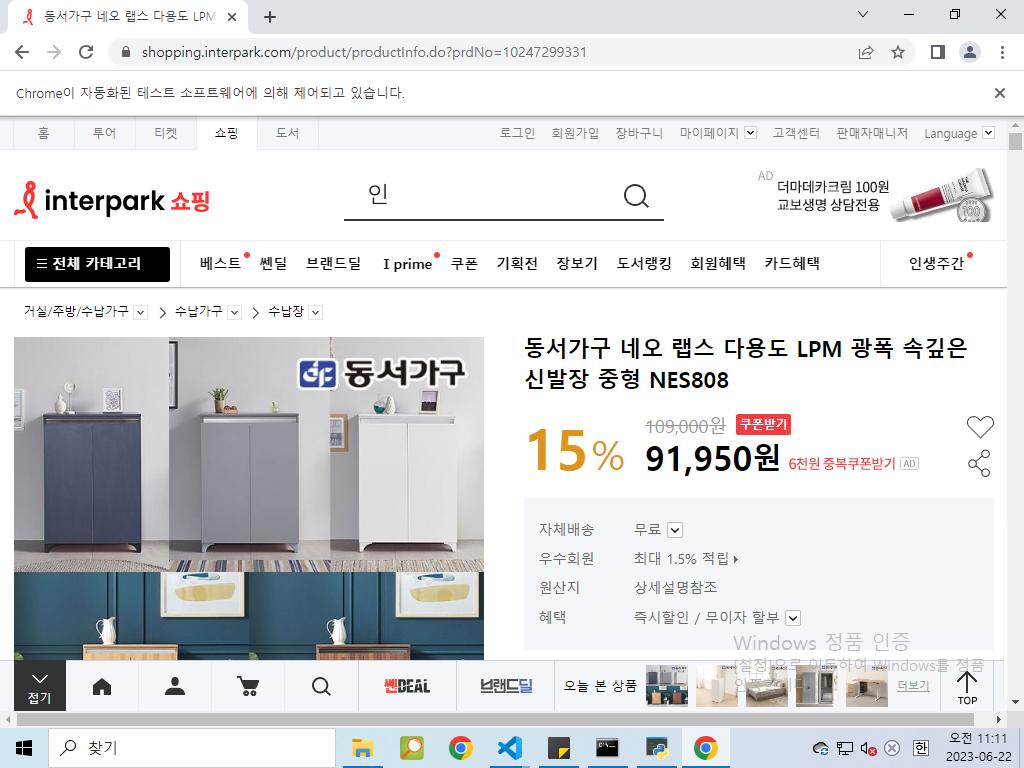 동서가구 네오 랩스 다용도 LPM
shopping.interpark.com/product/productInfo.do?prdNo=10247299331
Chrome이 자동화된 테스트 소프트웨어에 의해 제어되고 있습니다.
홈 투어 티켓 쇼핑 도서 로그인 회원가입 장바구니 마이페이지 고객센터 판매자매니저 Language
interpark 쇼핑
인
AD
더마데카크림 100원
교보생명 상담전용
전체 카테고리 베스트 쎈딜 브랜드딜 I prime 쿠폰 기획전 장보기 도서랭킹 회원혜택 카드혜택 인생주간
거실/주방/수납가구 수납가구 수납장
동서가구
동서가구 네오 랩스 다용도 LPM 광폭 속깊은
신발장 중형 NES808
15%
109,000원 쿠폰받기
91,950원 6천원 중복쿠폰받기 AD
자체배송 무료
우수회원 최대 1.5% 적립
원산지 상세설명참조
혜택 즉시할인 / 무이자 할부
Windows 정품 인증
[설정]으로 이동하여 Windows를 정품
접기
쎈DEAL
브랜드딜
오늘 본 상품
더보기
TOP
찾기
한
오전 11:11
2023-06-22